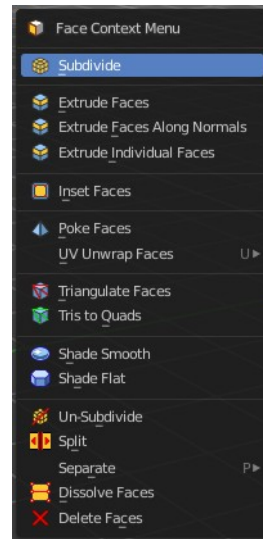 Face Context Menu
Subdivide
Extrude Faces
Extrude Faces Along Normals
Extrude Individual Faces
Inset Faces
Poke Faces
UV Unwrap Faces U
Triangulate Faces
Tris to Quads
Shade Smooth
Shade Flat
Un-Subdivide
Split
Separate P
Dissolve Faces
Delete Faces